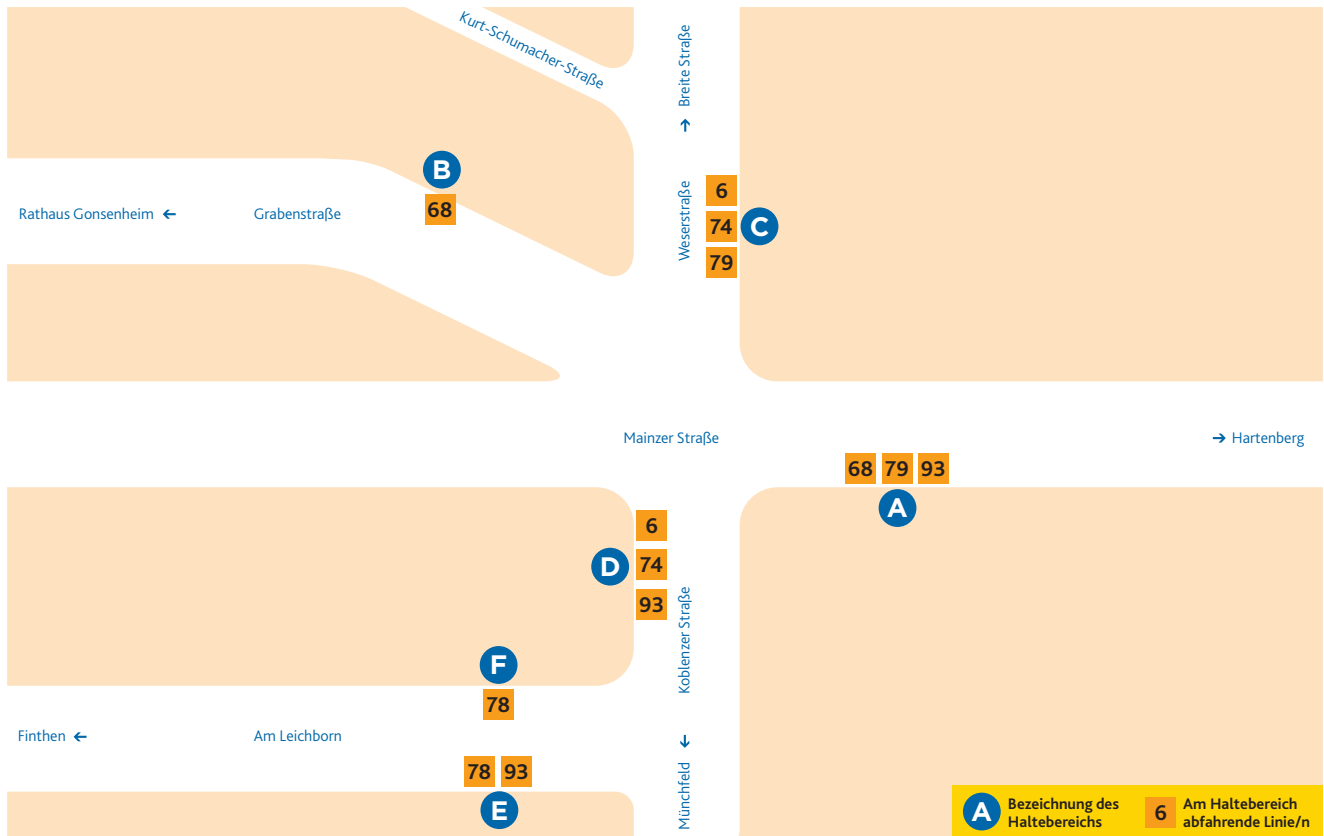 Kurt-Schumacher-Straße
Breite Straße
B
68
Rathaus Gonsenheim ←
Grabenstraße
Weserstraße
6
74
79
C
Mainzer Straße
→ Hartenberg
68 79 93
A
6
74
93
D
Koblenzer Straße
F
78
Finthen ←
Am Leichborn
78 93
E
Münchfeld
A
Bezeichnung des
Haltebereichs
6
Am Haltebereich
abfahrende Linie/n